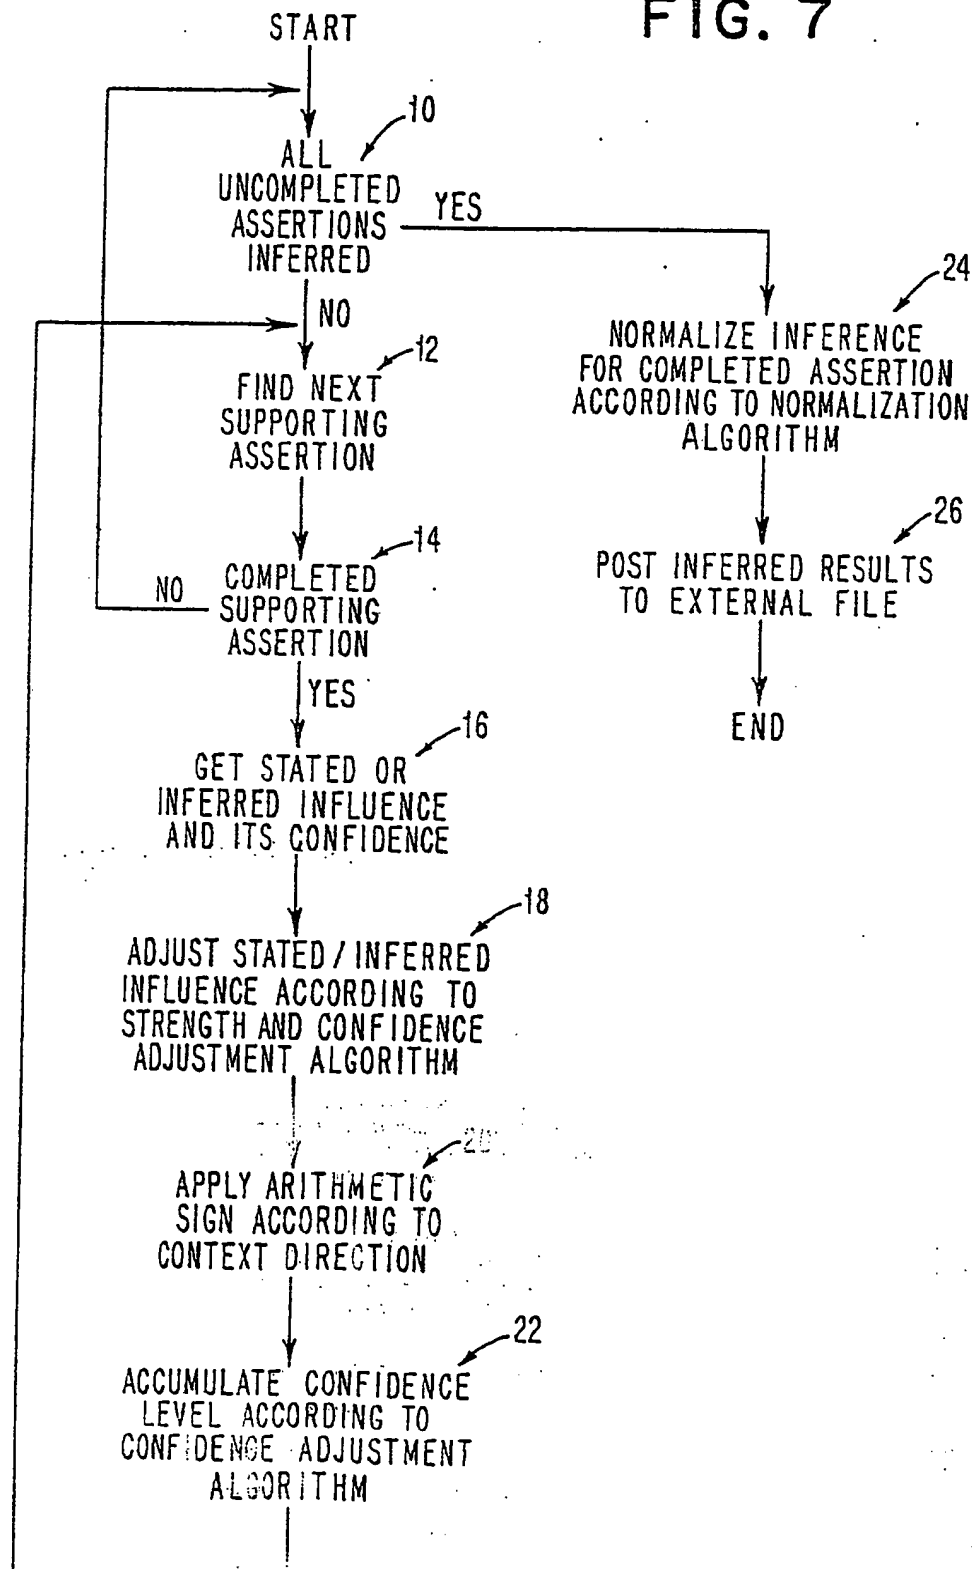 FIG. 7
START
10
ALL
UNCOMPLETED
ASSERTIONS
INFERRED
YES
NO
12
FIND NEXT
SUPPORTING
ASSERTION
14
COMPLETED
SUPPORTING
ASSERTION
NO
YES
16
GET STATED OR
INFERRED INFLUENCE
AND ITS CONFIDENCE
18
ADJUST STATED/INFERRED
INFLUENCE ACCORDING TO
STRENGTH AND CONFIDENCE
ADJUSTMENT ALGORITHM
20
APPLY ARITHMETIC
SIGN ACCORDING TO
CONTEXT DIRECTION
22
ACCUMULATE CONFIDENCE
LEVEL ACCORDING TO
CONFIDENCE ADJUSTMENT
ALGORITHM
24
NORMALIZE INFERENCE
FOR COMPLETED ASSERTION
ACCORDING TO NORMALIZATION
ALGORITHM
26
POST INFERRED RESULTS
TO EXTERNAL FILE
END